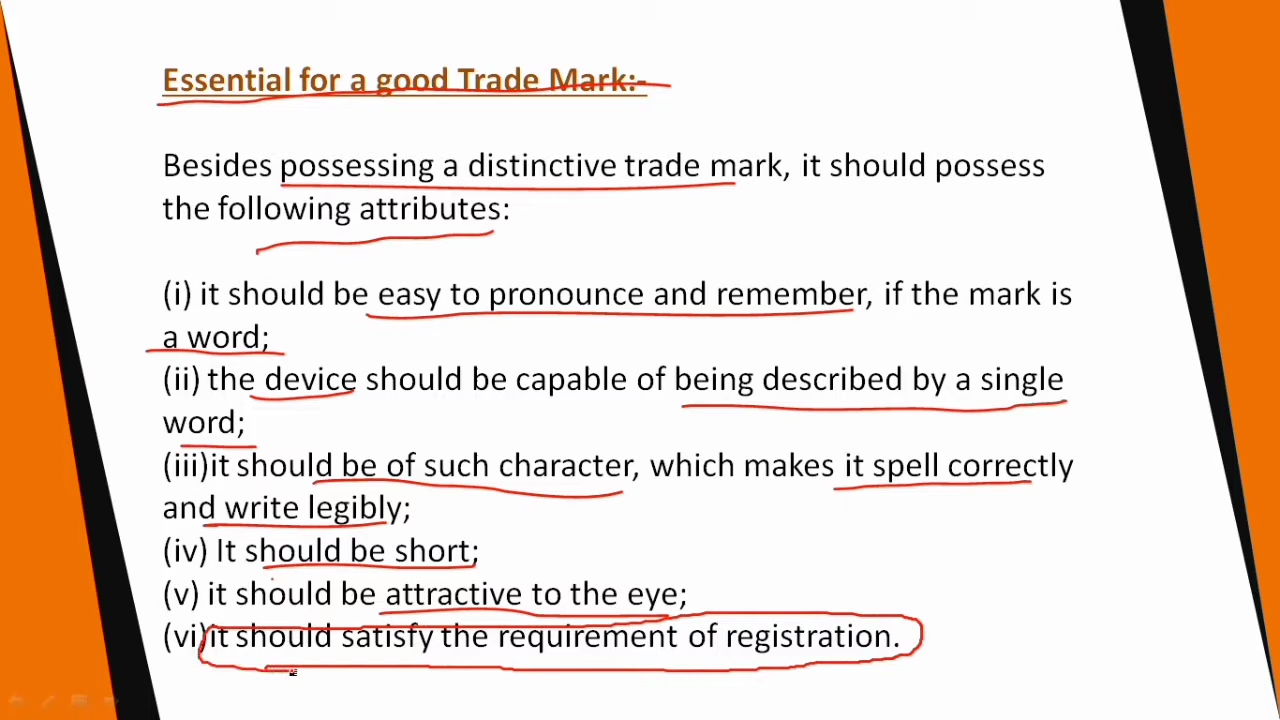 Essential for a good Trade Mark:-
Besides possessing a distinctive trade mark, it should possess
the following attributes:
(i) it should be easy to pronounce and remember, if the mark is
a word;
(ii) the device should be capable of being described by a single
word;
(iii)it should be of such character, which makes it spell correctly
and write legibly;
(iv) It should be short;
(v) it should be attractive to the eye;
(vi)it should satisfy the requirement of registration.